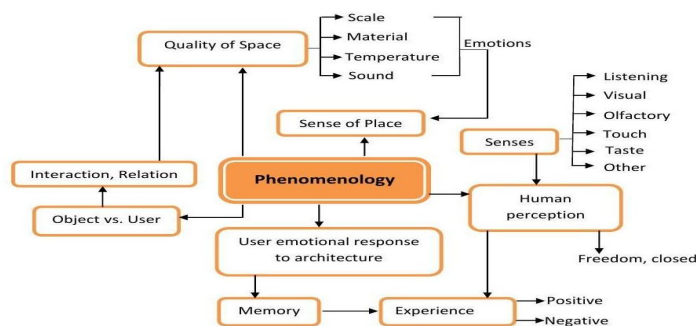 Scale
Quality of Space
Material
Emotions
Temperature
Sound
Listening
Visual
Sense of Place
Olfactory
Senses
Touch
Taste
Other
Interaction, Relation
Phenomenology
Human
perception
Object vs. User
User emotional response
to architecture
Freedom, closed
Memory
Experience
Positive
Negative